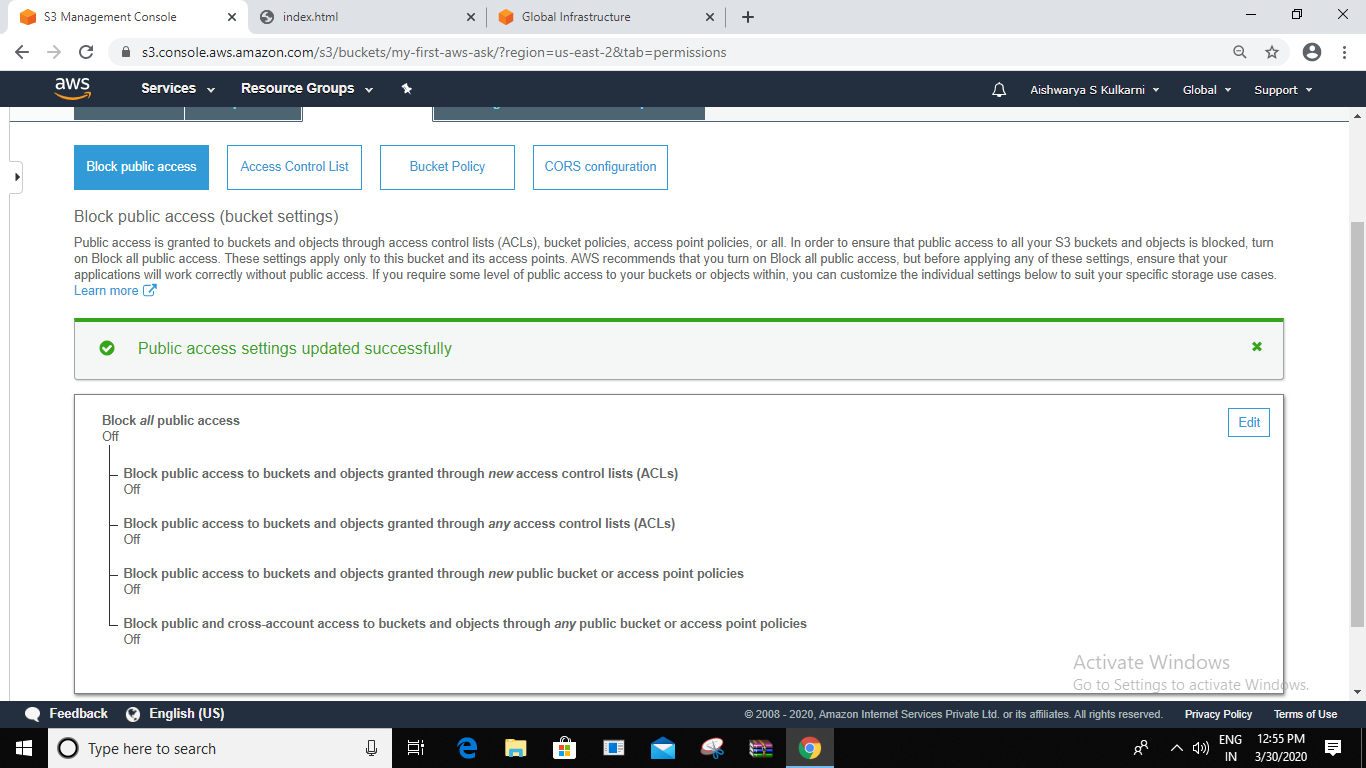 S3 Management Console
index.html
Global Infrastructure
s3.console.aws.amazon.com/s3/buckets/my-first-aws-ask/?region=us-east-2&tab=permissions
aws
Services
Resource Groups
Aishwarya S Kulkarni
Global
Support
Block public access
Access Control List
Bucket Policy
CORS configuration
Block public access (bucket settings)
Public access is granted to buckets and objects through access control lists (ACLs), bucket policies, access point policies, or all. In order to ensure that public access to all your S3 buckets and objects is blocked, turn
on Block all public access. These settings apply only to this bucket and its access points. AWS recommends that you turn on Block all public access, but before applying any of these settings, ensure that your
applications will work correctly without public access. If you require some level of public access to your buckets or objects within, you can customize the individual settings below to suit your specific storage use cases.
Learn more
Public access settings updated successfully
Block all public access
Off
Edit
Block public access to buckets and objects granted through new access control lists (ACLs)
Off
Block public access to buckets and objects granted through any access control lists (ACLs)
Off
Block public access to buckets and objects granted through new public bucket or access point policies
Off
Block public and cross-account access to buckets and objects through any public bucket or access point policies
Off
Activate Windows
Go to Settings to activate Windows.
Feedback
English (US)
© 2008 - 2020, Amazon Internet Services Private Ltd. or its affiliates. All rights reserved.
Privacy Policy
Terms of Use
Type here to search
ENG
IN
12:55 PM
3/30/2020